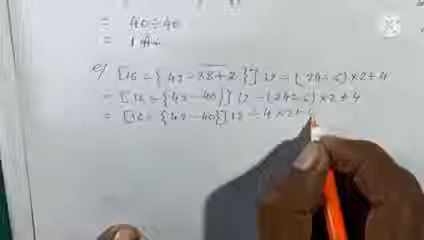 = 40÷40
= 1 Ans
e) [16÷{42-38+2}] 12÷(24÷6)×2+4
= [16÷{42-40}] 12÷(24÷6)×2+4
= [16÷{42-40}] 12÷4×2+4